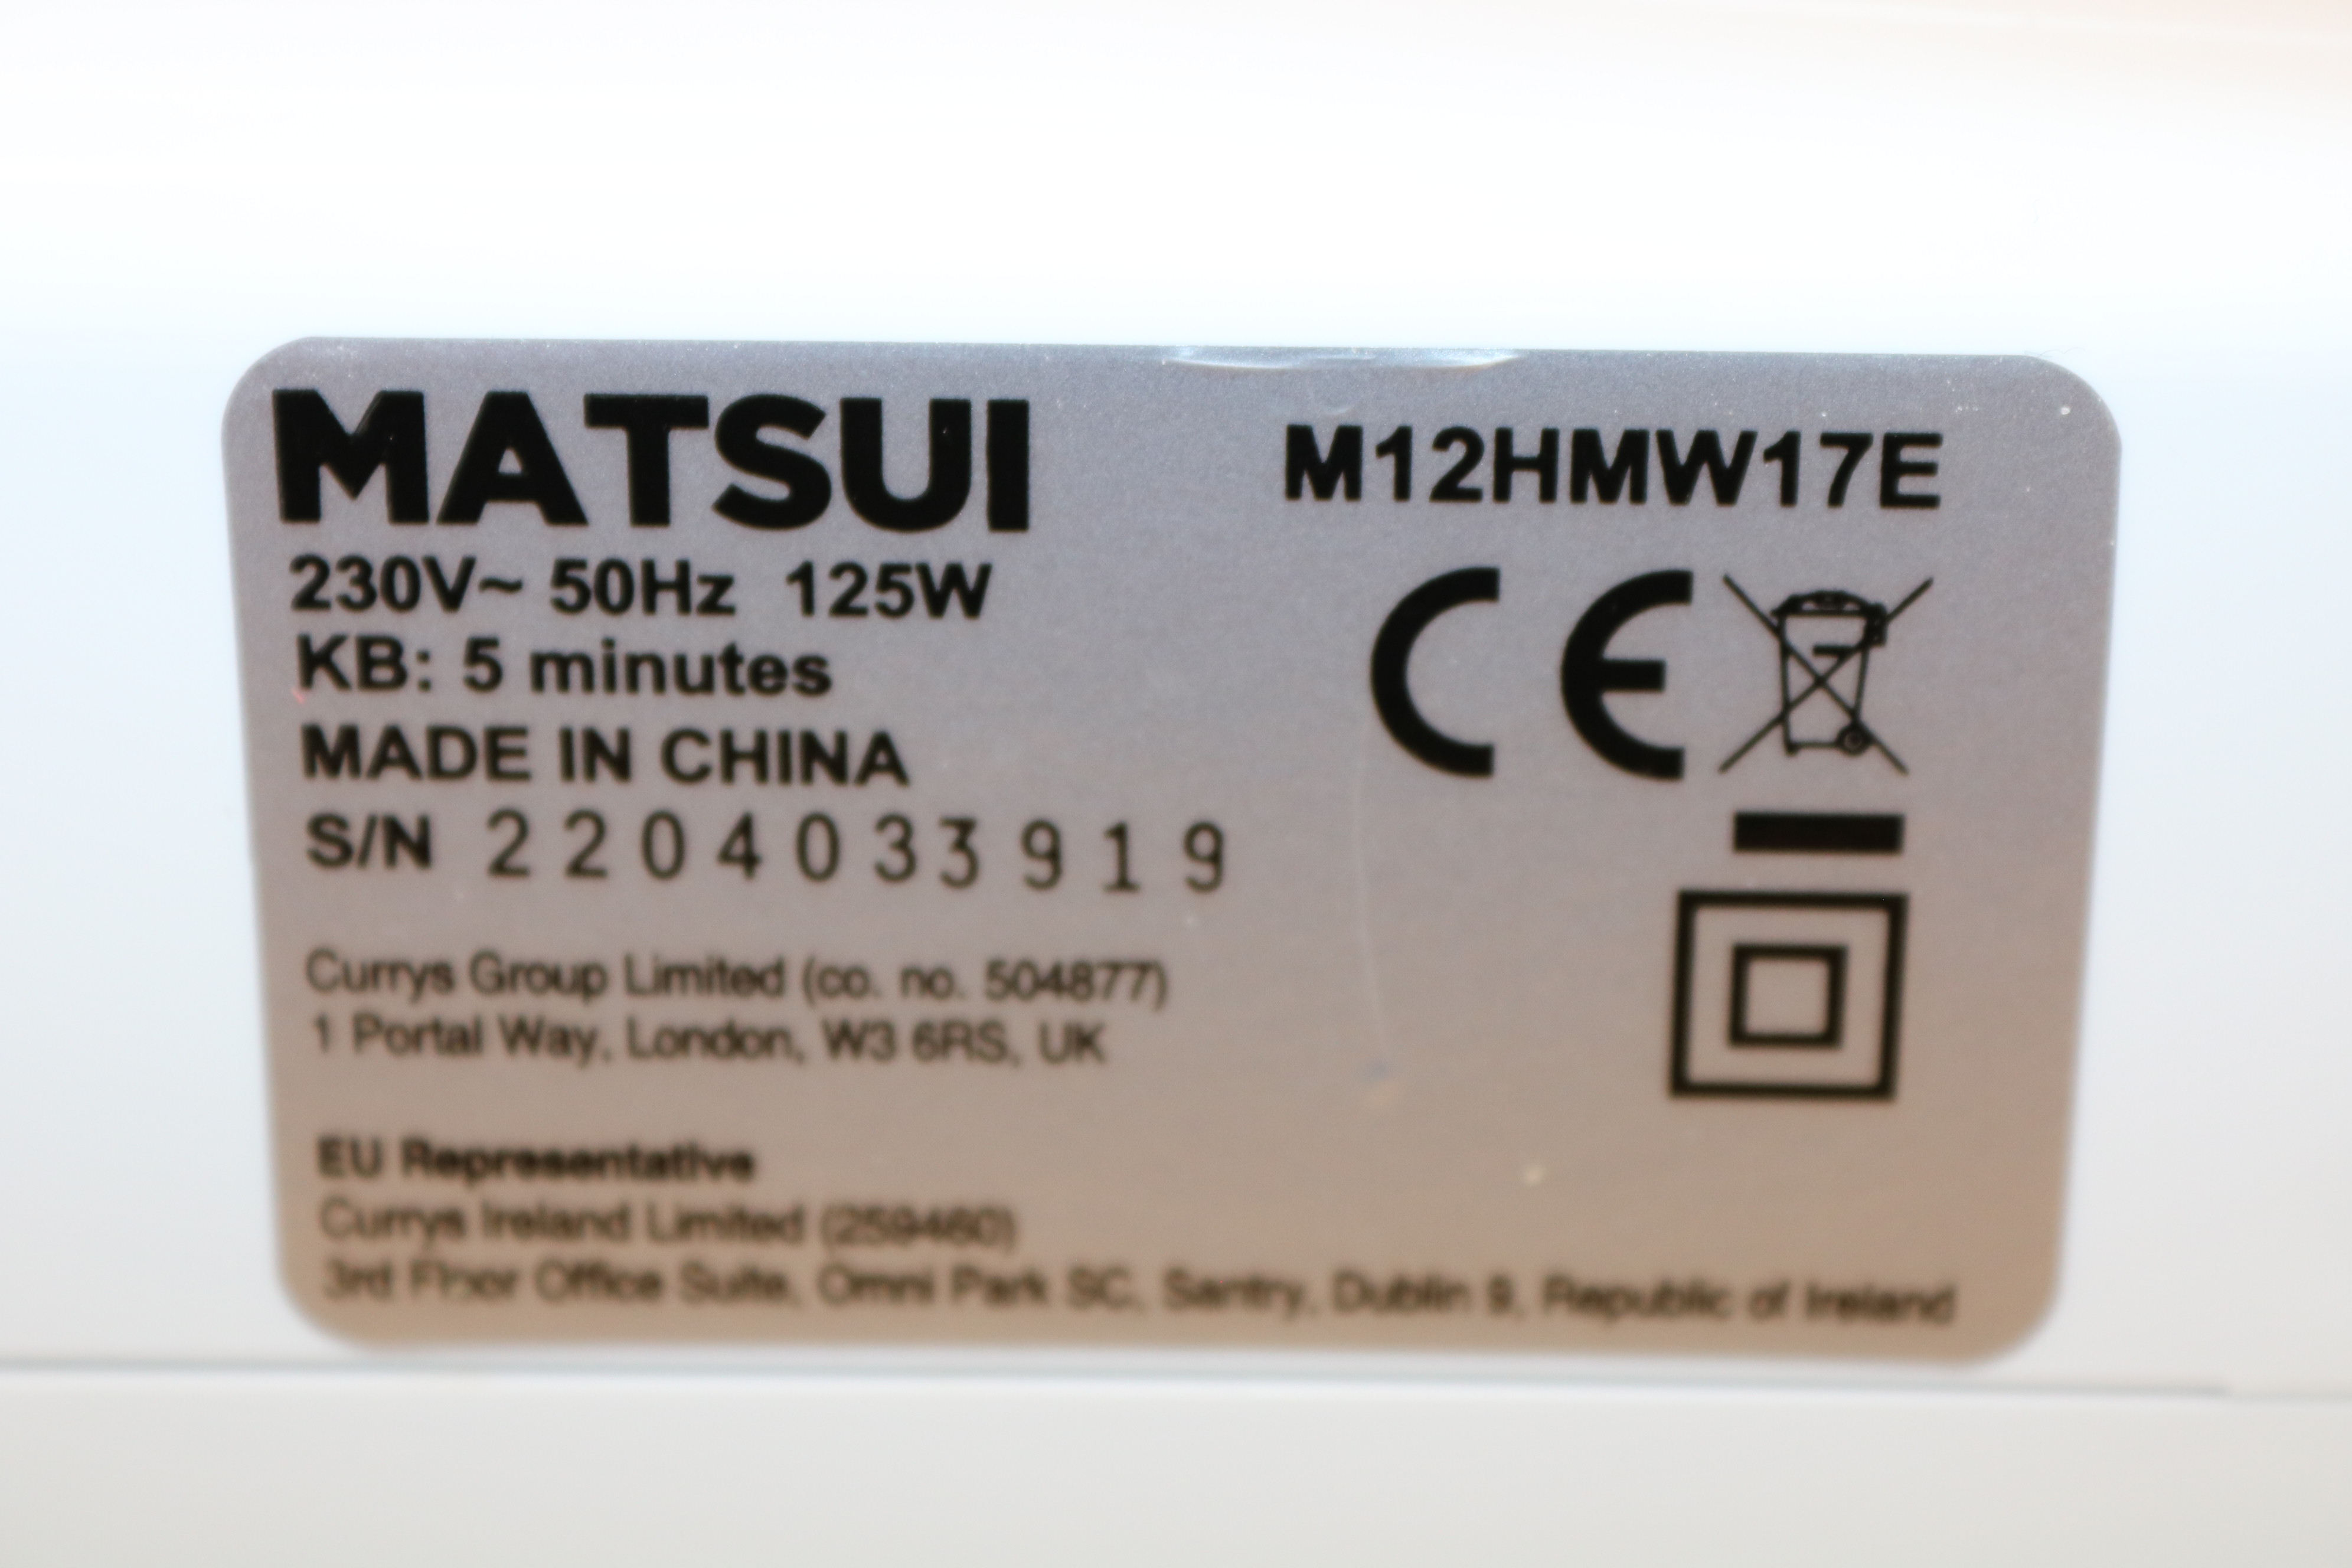 MATSUI
M12HMW17E
230V~ 50Hz 125W
KB: 5 minutes
MADE IN CHINA
S/N 2204033919
CE
Currys Group Limited (co. no. 504877)
1 Portal Way, London, W3 6RS, UK
EU Representative
Currys Ireland Limited (259460)
3rd Floor Office Suite, Omni Park SC, Santry, Dublin 9, Republic of Ireland